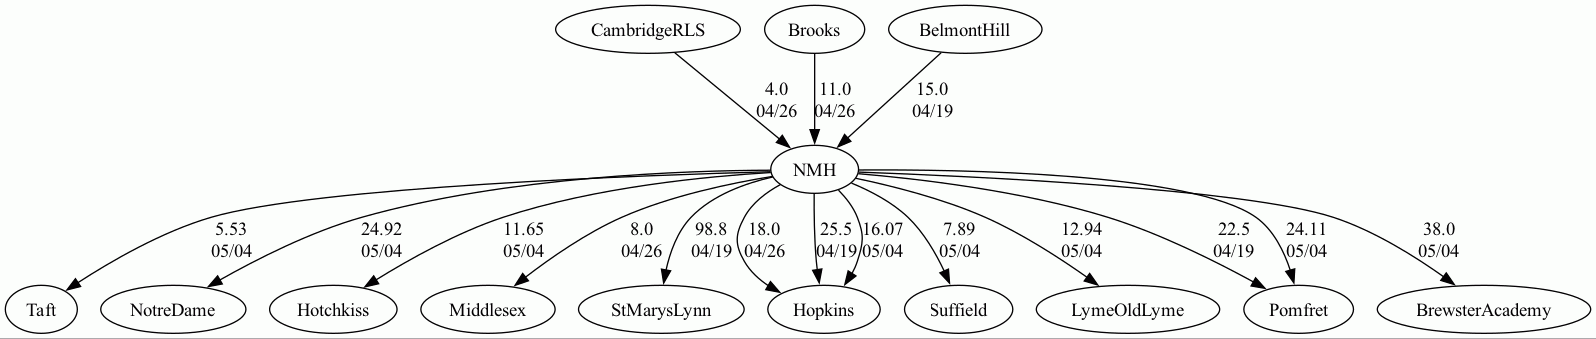 CambridgeRLS
Brooks
BelmontHill
4.0
04/26
11.0
04/26
15.0
04/19
NMH
5.53
05/04
24.92
05/04
11.65
05/04
8.0
04/26
98.8
04/19
18.0
04/26
25.5
04/19
16.07
05/04
7.89
05/04
12.94
05/04
22.5
04/19
24.11
05/04
38.0
05/04
Taft
NotreDame
Hotchkiss
Middlesex
StMarysLynn
Hopkins
Suffield
LymeOldLyme
Pomfret
BrewsterAcademy